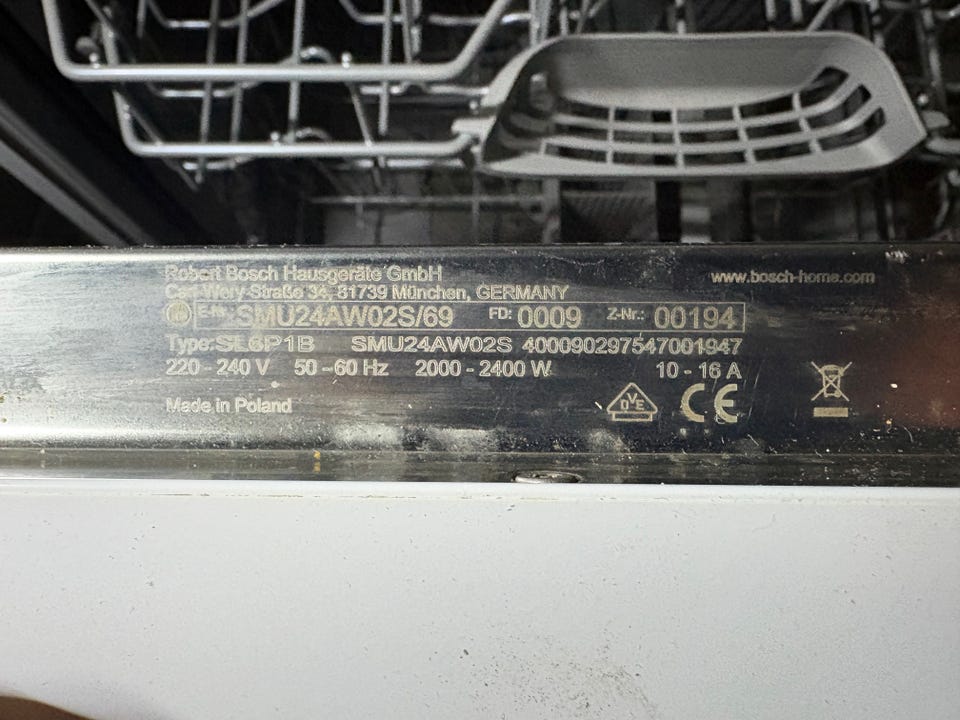 Robert Bosch Hausgeräte GmbH
www.bosch-home.com
Carl-Wery-Straße 34, 81739 München, GERMANY
E-Nr.: SMU24AW02S/69 FD: 0009 Z-Nr.: 00194
Type: SL6P1B SMU24AW02S 400090297547001947
220 - 240 V 50 - 60 Hz 2000 - 2400 W 10 - 16 A
Made in Poland
DVE
CE